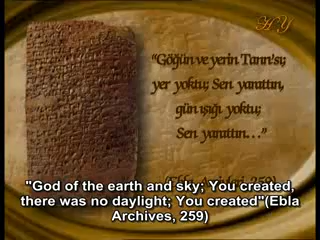 HY
“Göğün ve yerin Tanrı'sı;
yer yoktu; Sen yarattın,
gün ışığı yoktu;
Sen yarattın…”
"God of the earth and sky; You created,
there was no daylight; You created"(Ebla
Archives, 259)